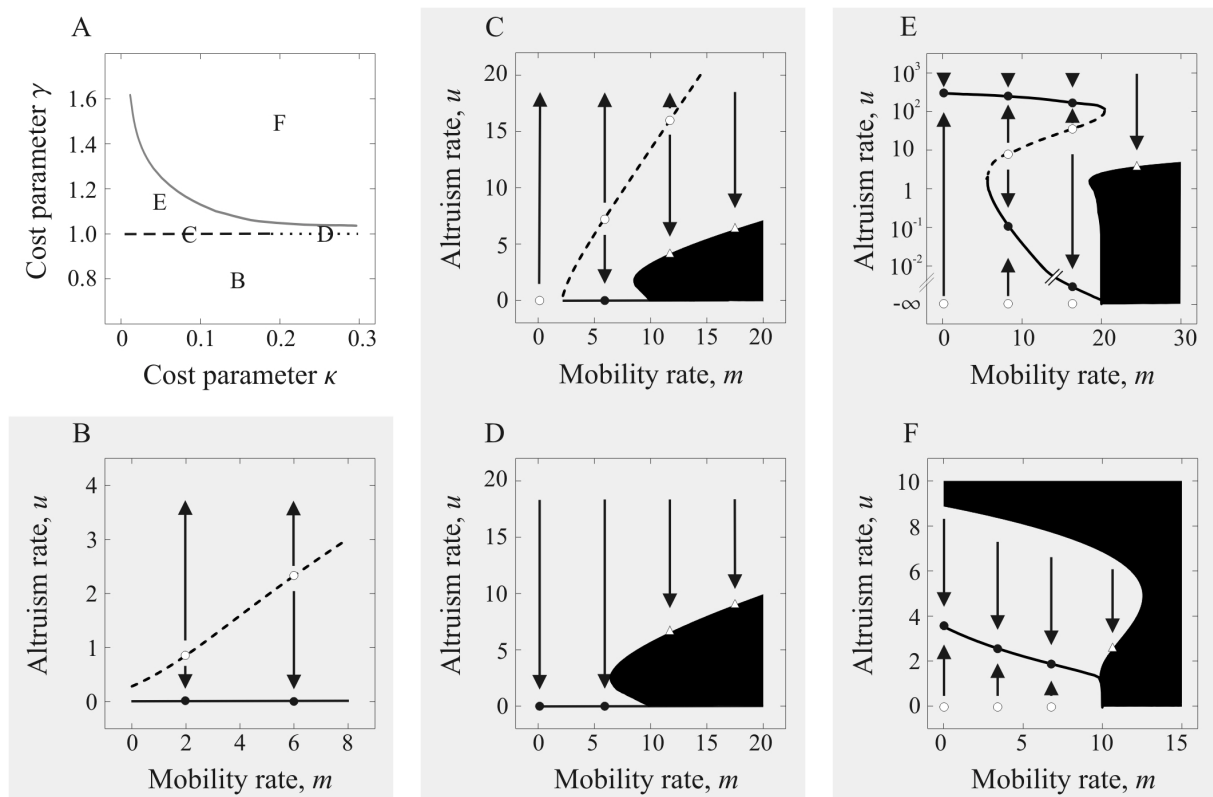 A
Cost parameter γ
1.6
1.4
1.2
1.0
0.8
F
E
C
D
B
0 0.1 0.2 0.3
Cost parameter κ
B
Altruism rate, u
4
3
2
1
0
0 2 4 6 8
Mobility rate, m
C
Altruism rate, u
20
15
10
5
0
0 5 10 15 20
Mobility rate, m
D
Altruism rate, u
20
15
10
5
0
0 5 10 15 20
Mobility rate, m
E
Altruism rate, u
10³
10²
10
1
10⁻¹
10⁻²
-∞
0 10 20 30
Mobility rate, m
F
Altruism rate, u
10
8
6
4
2
0
0 5 10 15
Mobility rate, m